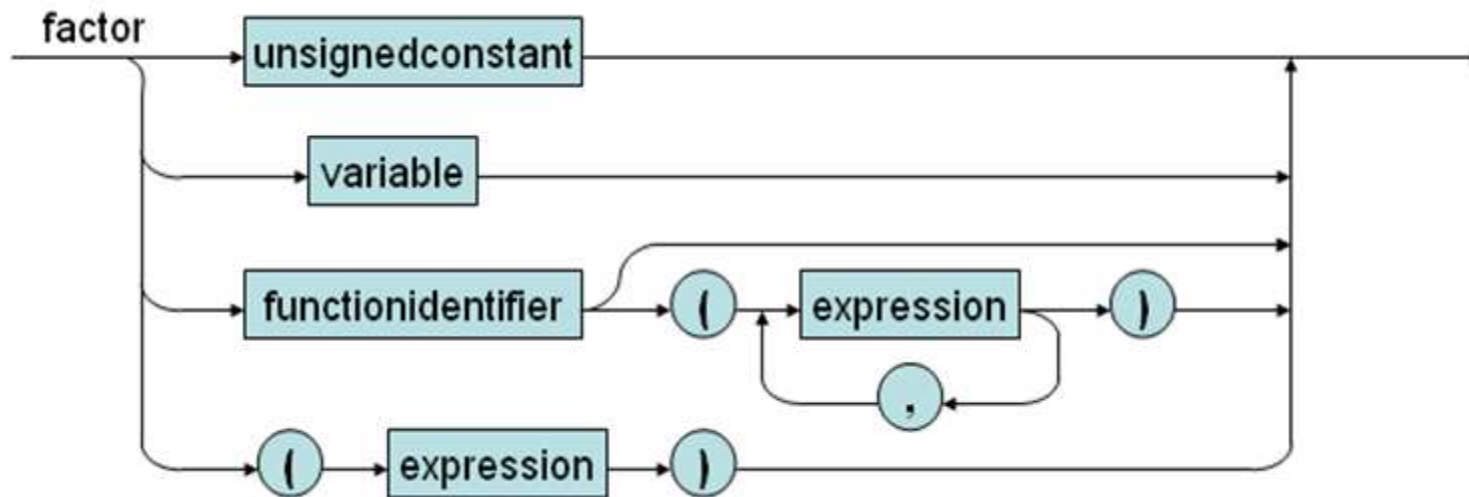 factor
unsignedconstant
variable
functionidentifier ( expression )
,
( expression )